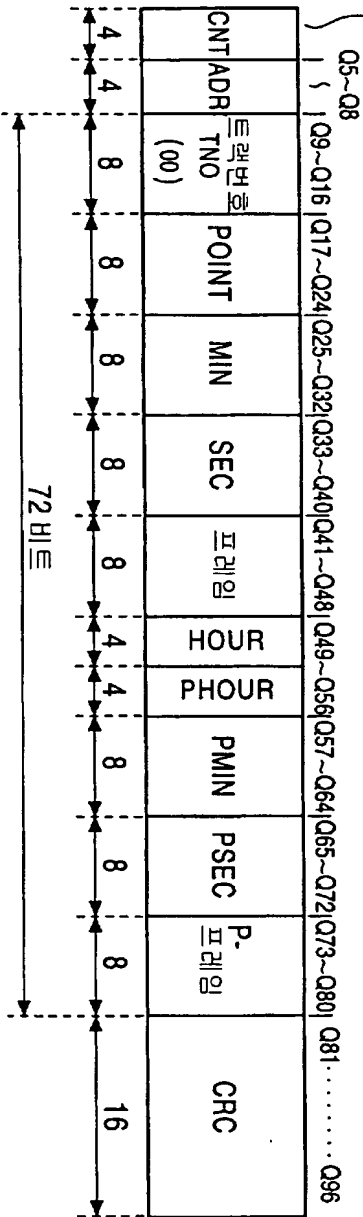 Q5~Q8 Q9~Q16 Q17~Q24 Q25~Q32 Q33~Q40 Q41~Q48 Q49~Q56 Q57~Q64 Q65~Q72 Q73~Q80 Q81········Q96
CNT
ADR
트랙번호
TNO
(00)
POINT
MIN
SEC
프레임
HOUR
PHOUR
PMIN
PSEC
P-
프레임
CRC
4 4 8 8 8 8 8 4 4 8 8 8 16
72 비트